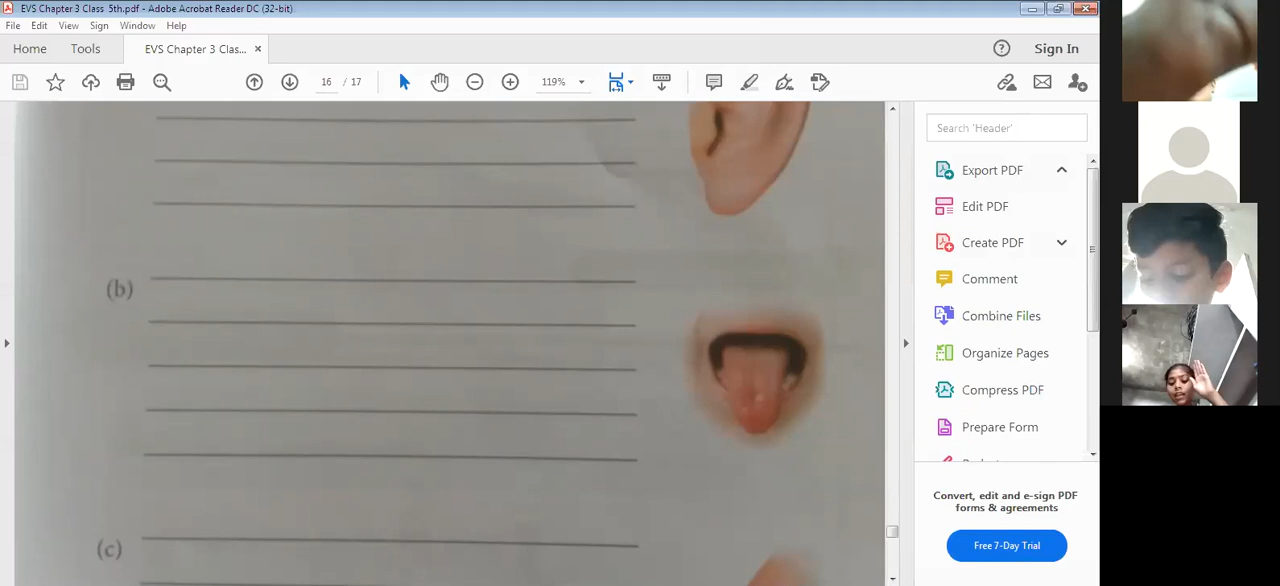 EVS Chapter 3 Class 5th.pdf - Adobe Acrobat Reader DC (32-bit)
File Edit View Sign Window Help
Home Tools EVS Chapter 3 Clas... × Sign In
16 / 17 119%
Search 'Header'
Export PDF
Edit PDF
Create PDF
Comment
(b)
Combine Files
Organize Pages
Compress PDF
Prepare Form
Convert, edit and e-sign PDF
forms & agreements
(c)
Free 7-Day Trial